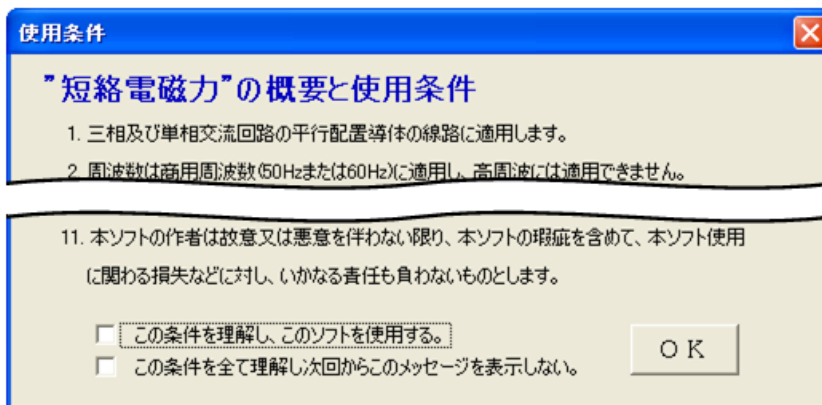 使用条件
”短絡電磁力”の概要と使用条件
1. 三相及び単相交流回路の平行配置導体の線路に適用します。
2. 周波数は商用周波数(50Hzまたは60Hz)に適用し、高周波には適用できません。
11. 本ソフトの作者は故意又は悪意を伴わない限り、本ソフトの瑕疵を含めて、本ソフト使用
に関わる損失などに対し、いかなる責任も負わないものとします。
この条件を理解し、このソフトを使用する。
この条件を全て理解し次回からこのメッセージを表示しない。
OK